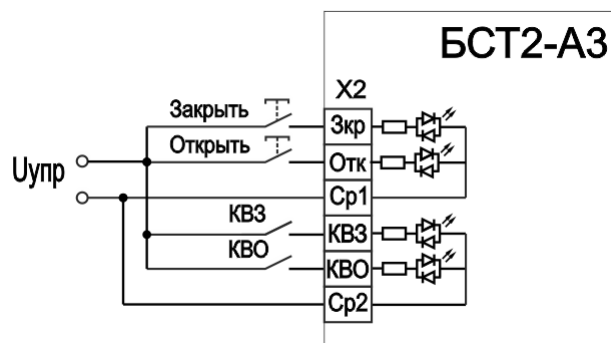 БСТ2-А3
X2
Закрыть
Зкр
Открыть
Отк
Uупр
Ср1
КВЗ
КВЗ
КВО
КВО
Ср2